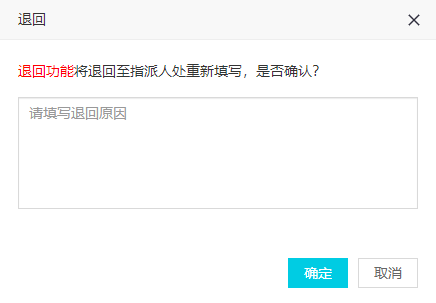 退回
退回功能将退回至指派人处重新填写，是否确认？
请填写退回原因
确定
取消